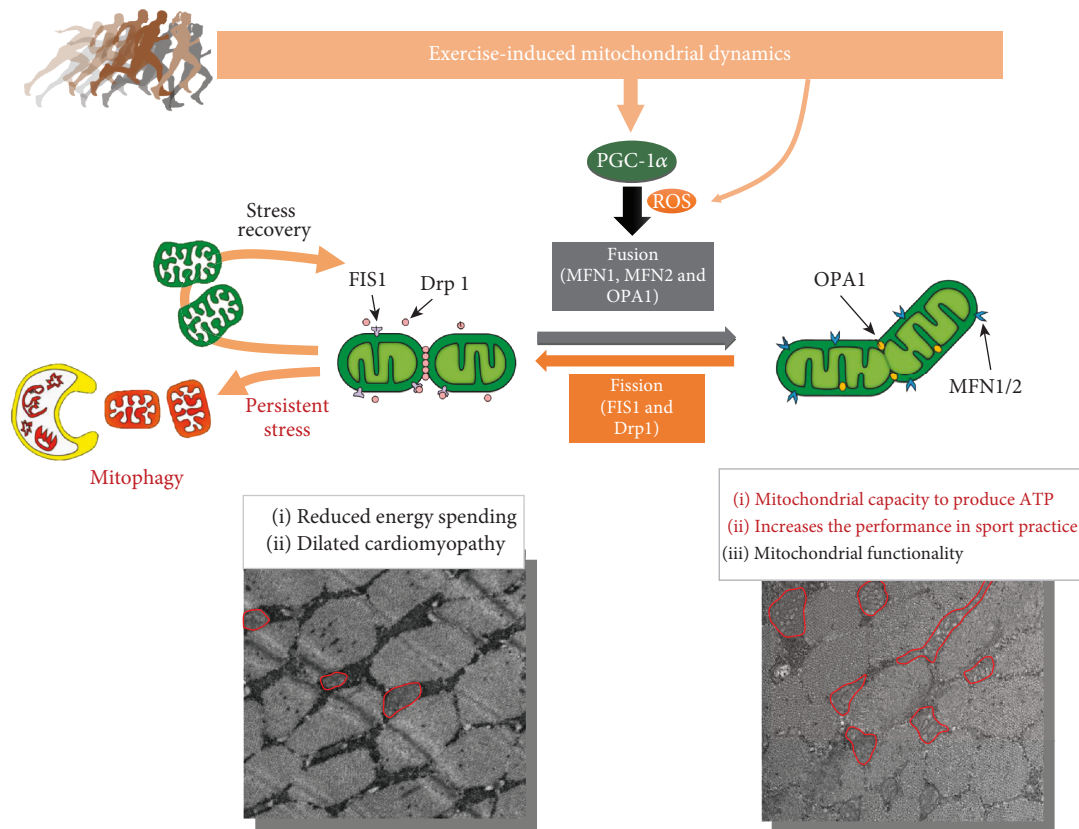 Exercise-induced mitochondrial dynamics
PGC-1α
ROS
Stress
recovery
Fusion
(MFN1, MFN2 and
OPA1)
FIS1
Drp 1
OPA1
MFN1/2
Fission
(FIS1 and
Drp1)
Persistent
stress
Mitophagy
(i) Reduced energy spending
(ii) Dilated cardiomyopathy
(i) Mitochondrial capacity to produce ATP
(ii) Increases the performance in sport practice
(iii) Mitochondrial functionality